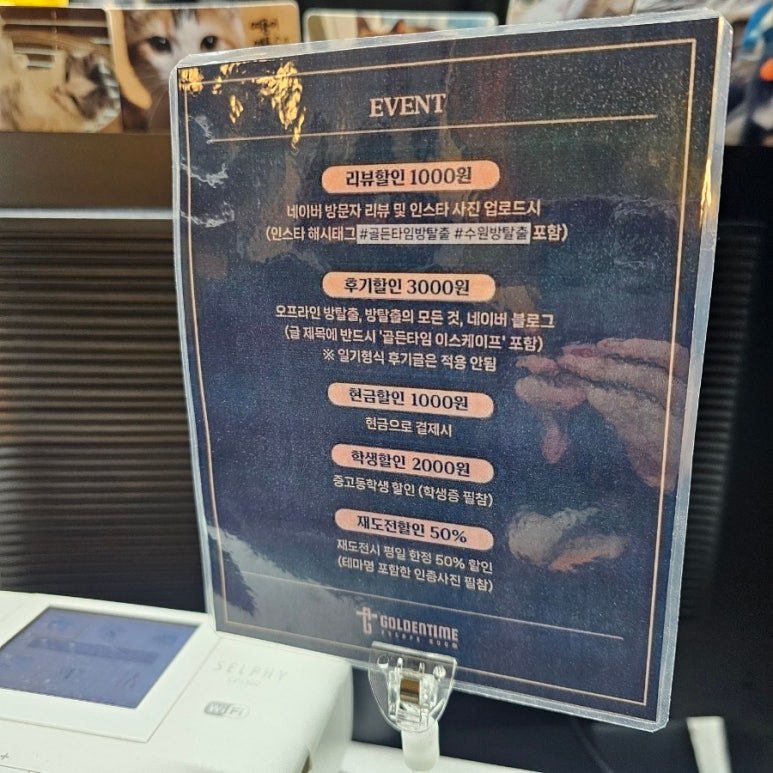 EVENT
리뷰할인 1000원
네이버 방문자 리뷰 및 인스타 사진 업로드시
(인스타 해시태그 #골든타임방탈출 #수원방탈출 포함)
후기할인 3000원
오프라인 방탈출, 방탈출의 모든 것, 네이버 블로그
(글 제목에 반드시 '골든타임 이스케이프' 포함)
※ 일기형식 후기글은 적용 안됨
현금할인 1000원
현금으로 결제시
학생할인 2000원
중고등학생 할인 (학생증 필참)
재도전할인 50%
재도전시 평일 한정 50% 할인
(테마명 포함한 인증사진 필참)
GOLDENTIME
ESCAPE ROOM
SELPHY
WiFi